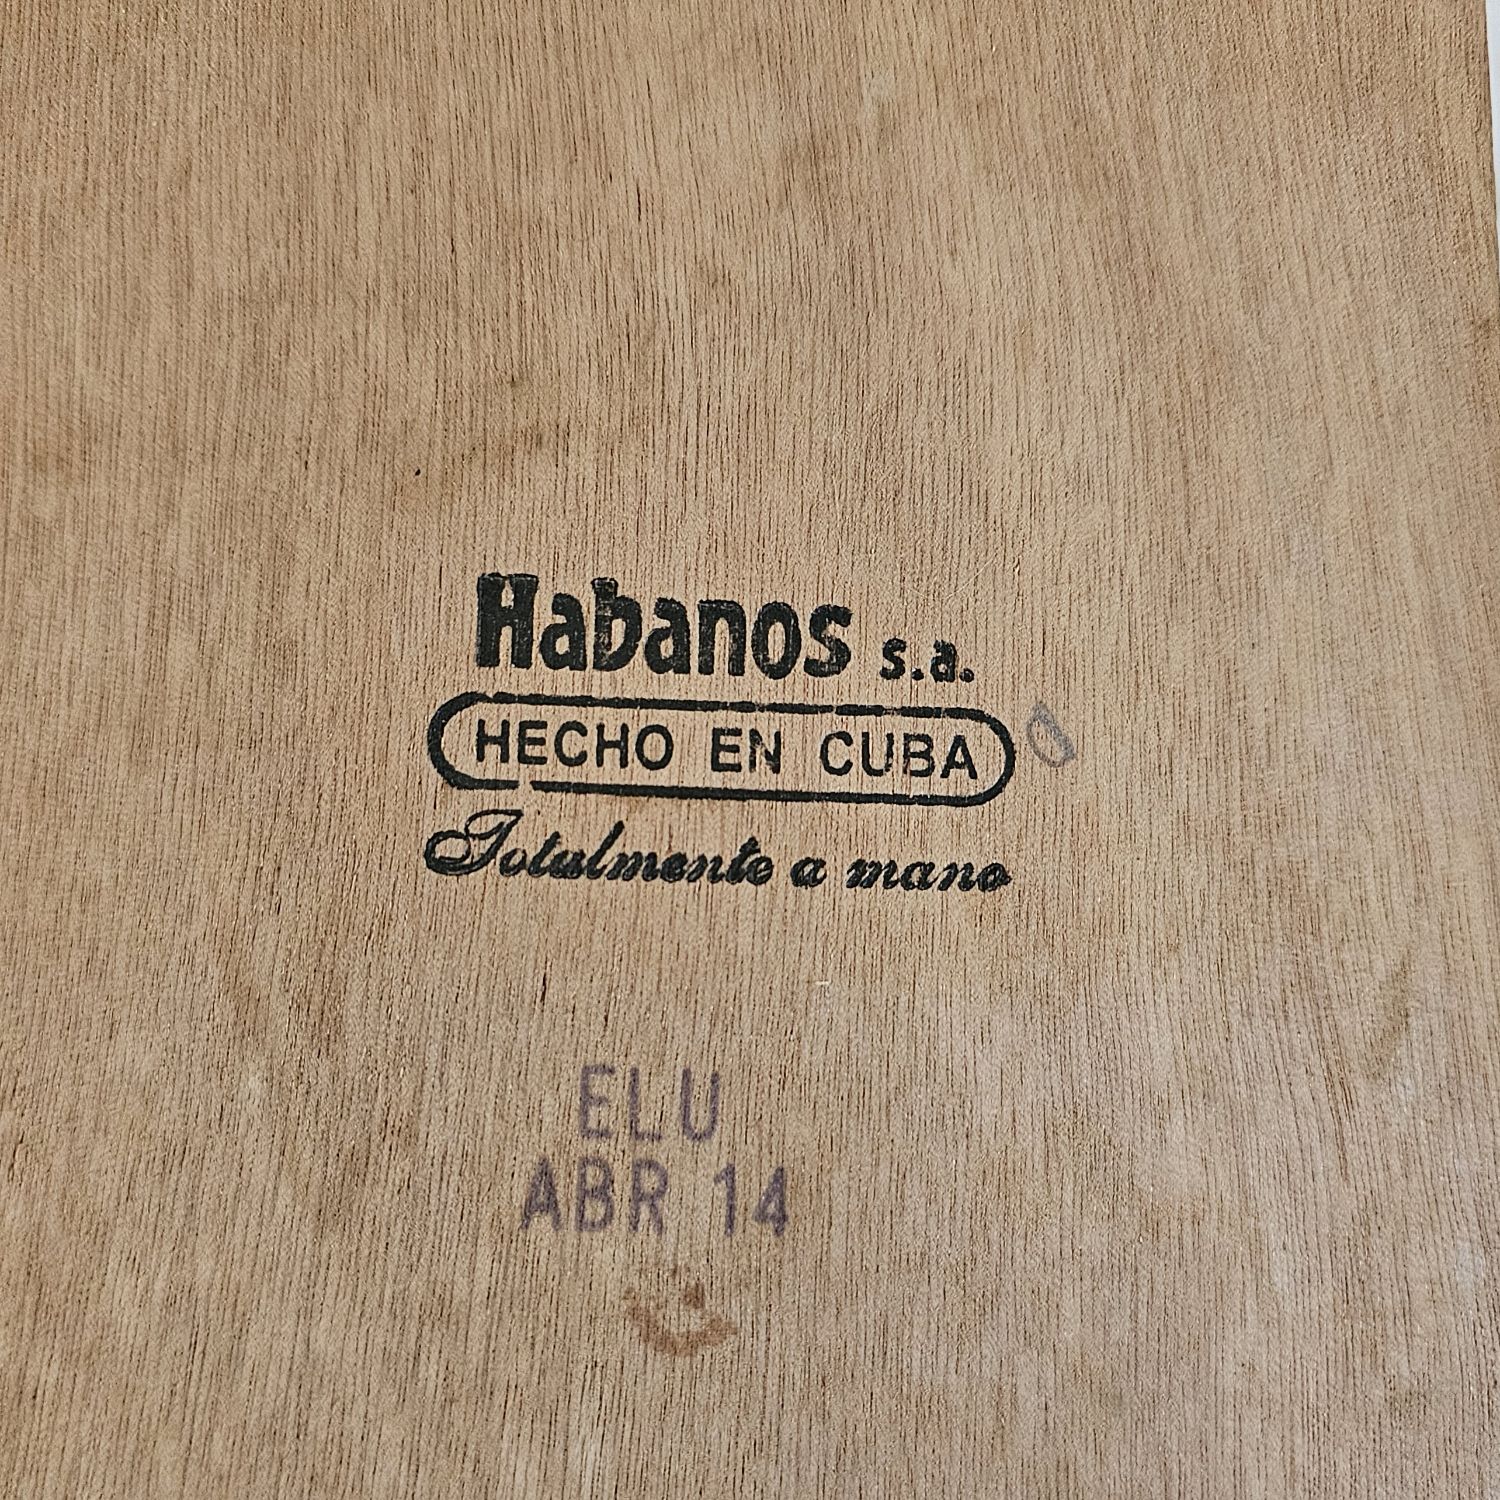 Habanos s.a.
HECHO EN CUBA
Totalmente a mano
ELU
ABR 14